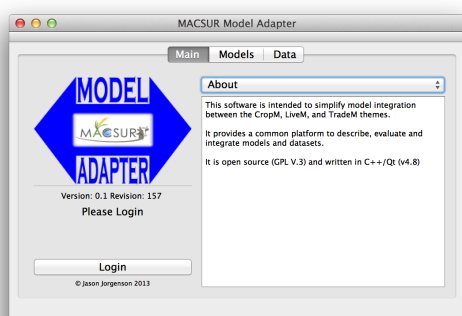 MACSUR Model Adapter
Main Models Data
MODEL
MACSUR
ADAPTER
Version: 0.1 Revision: 157
Please Login
Login
© Jason Jorgenson 2013
About
This software is intended to simplify model integration
between the CropM, LiveM, and TradeM themes.
It provides a common platform to describe, evaluate and
integrate models and datasets.
It is open source (GPL V.3) and written in C++/Qt (v4.8)